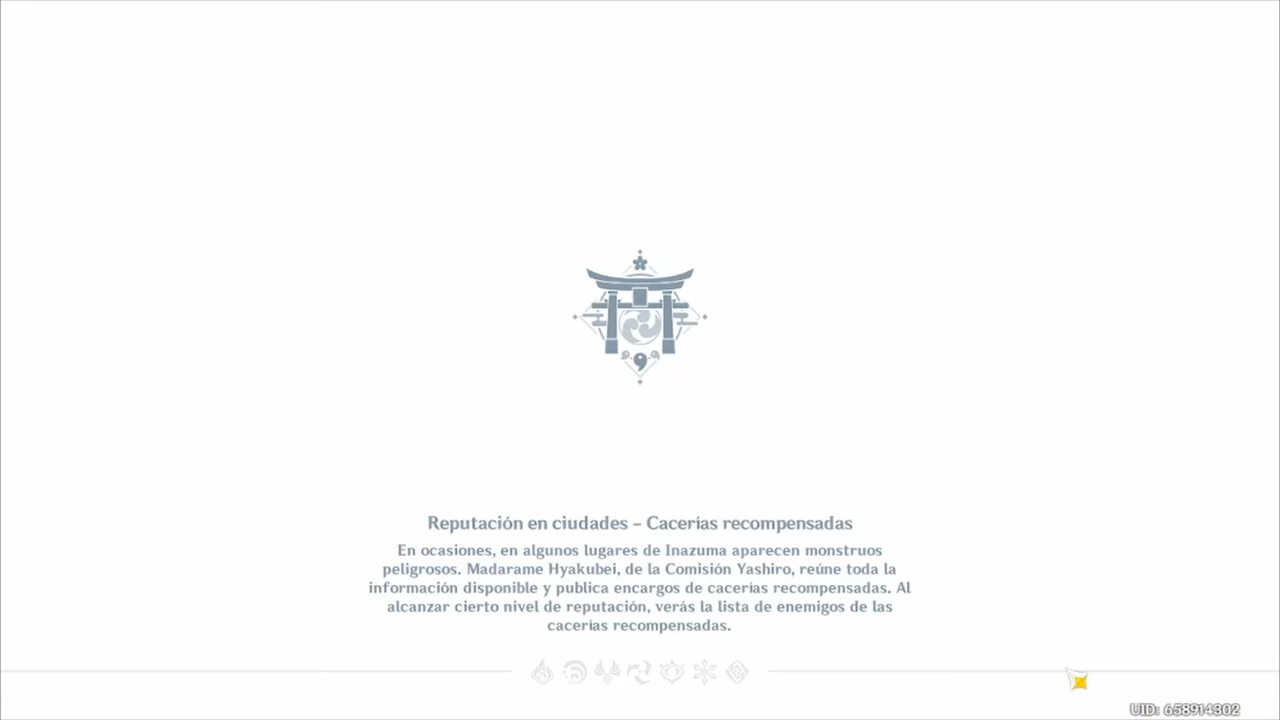 Reputación en ciudades - Cacerías recompensadas
En ocasiones, en algunos lugares de Inazuma aparecen monstruos
peligrosos. Madarame Hyakubei, de la Comisión Yashiro, reúne toda la
información disponible y publica encargos de cacerías recompensadas. Al
alcanzar cierto nivel de reputación, verás la lista de enemigos de las
cacerías recompensadas.
UID: 658914302